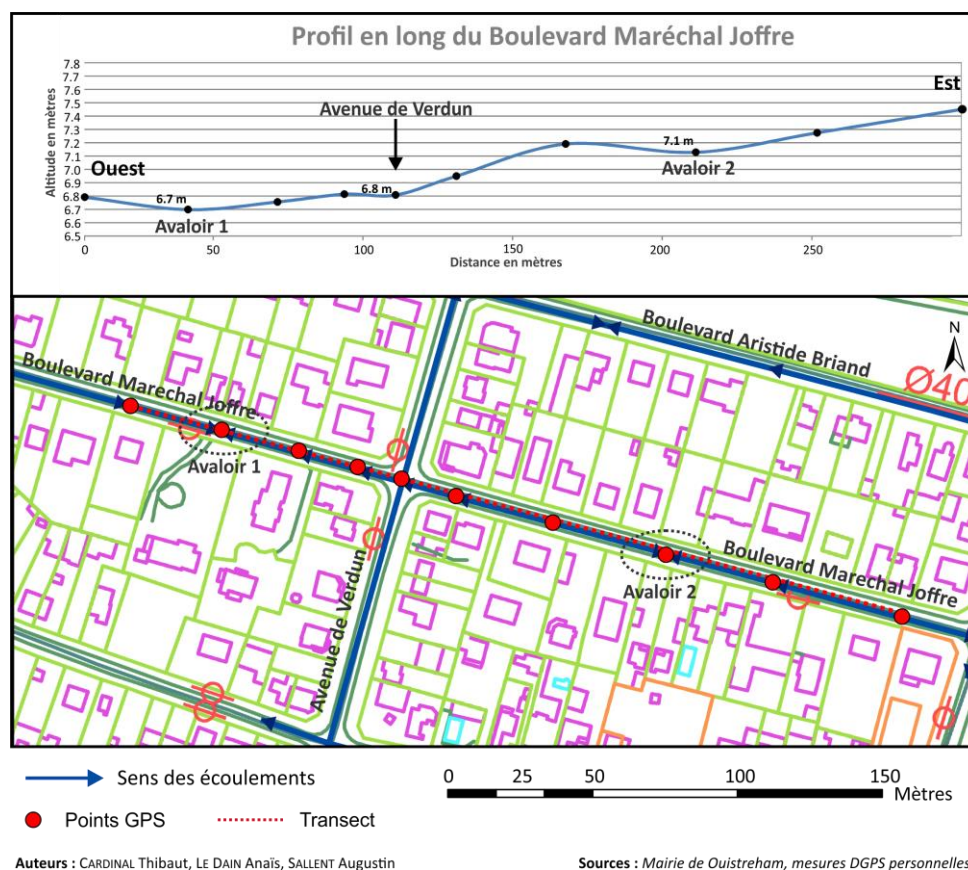 Profil en long du Boulevard Maréchal Joffre
Altitude en mètres
7.8
7.7
7.6
7.5
7.4
7.3
7.2
7.1
7.0
6.9
6.8
6.7
6.6
6.5
Ouest
6.7 m
Avaloir 1
Avenue de Verdun
6.8 m
7.1 m
Avaloir 2
Est
0 50 100 150 200 250
Distance en mètres
Boulevard Marechal Joffre
Boulevard Aristide Briand
N
Ø40
Avaloir 1
Avenue de Verdun
Avaloir 2
Boulevard Marechal Joffre
Sens des écoulements
Points GPS
Transect
0 25 50 100 150
Mètres
Auteurs : CARDINAL Thibaut, LE DAIN Anaïs, SALLENT Augustin
Sources : Mairie de Ouistreham, mesures DGPS personnelles